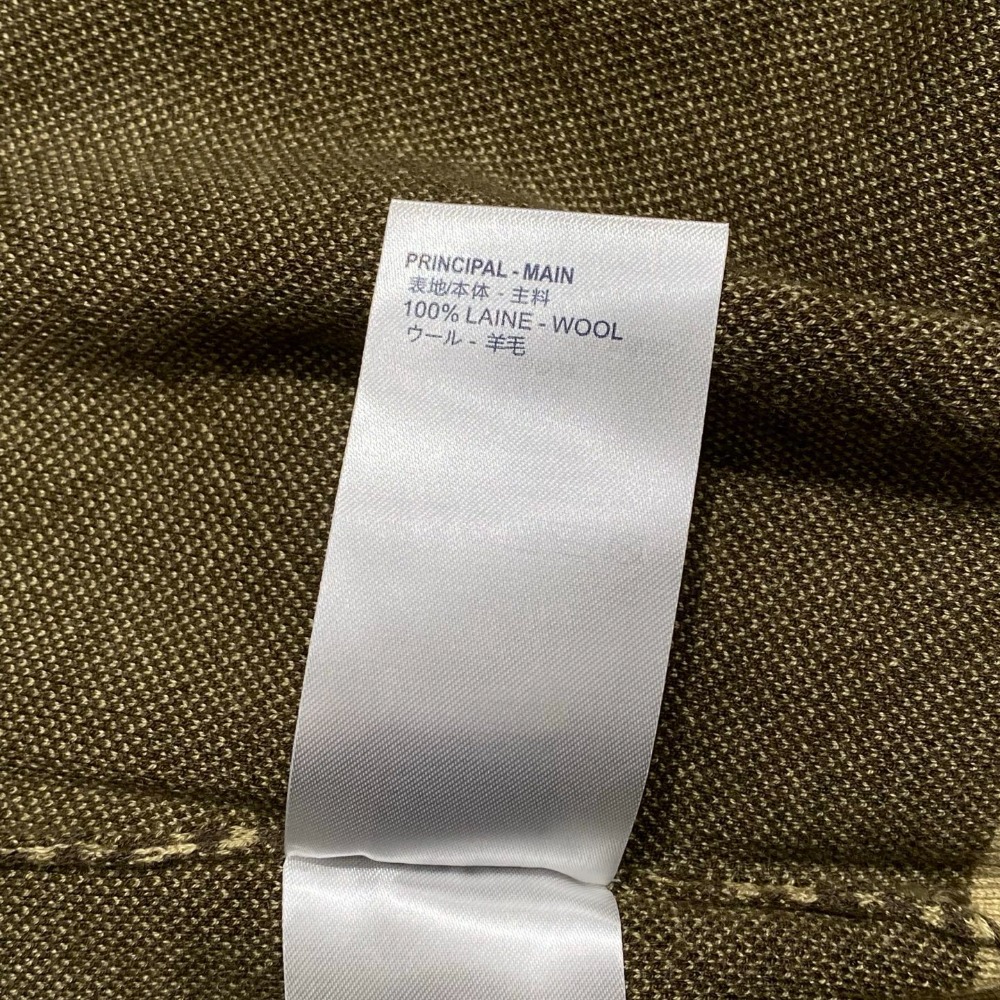 PRINCIPAL - MAIN
表地/本体 - 主料
100% LAINE - WOOL
ウール - 羊毛